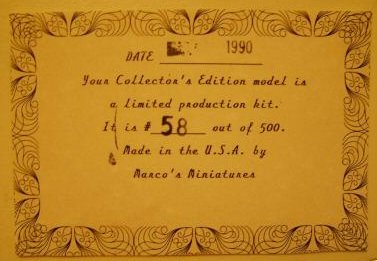 DATE 1990
Your Collector's Edition model is
a limited production kit.
It is # 58 out of 500.
Made in the U.S.A. by
Marco's Miniatures